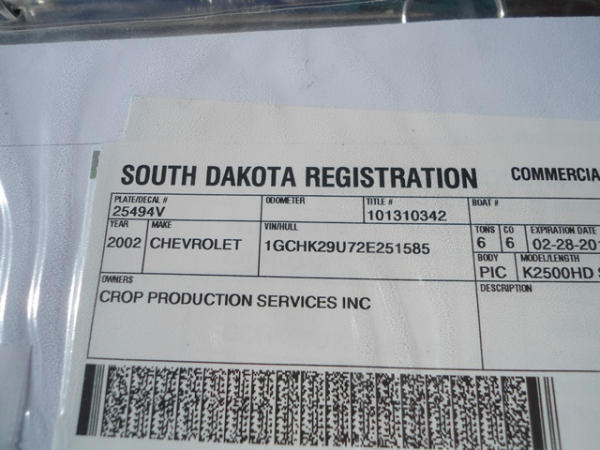 SOUTH DAKOTA REGISTRATION COMMERCIA
PLATE/DECAL # ODOMETER TITLE # BOAT #
25494V 101310342
YEAR MAKE VIN/HULL TONS CO EXPIRATION DATE
2002 CHEVROLET 1GCHK29U72E251585 6 6 02-28-201
BODY MODEL/LENGTH
PIC K2500HD S
OWNERS DESCRIPTION
CROP PRODUCTION SERVICES INC